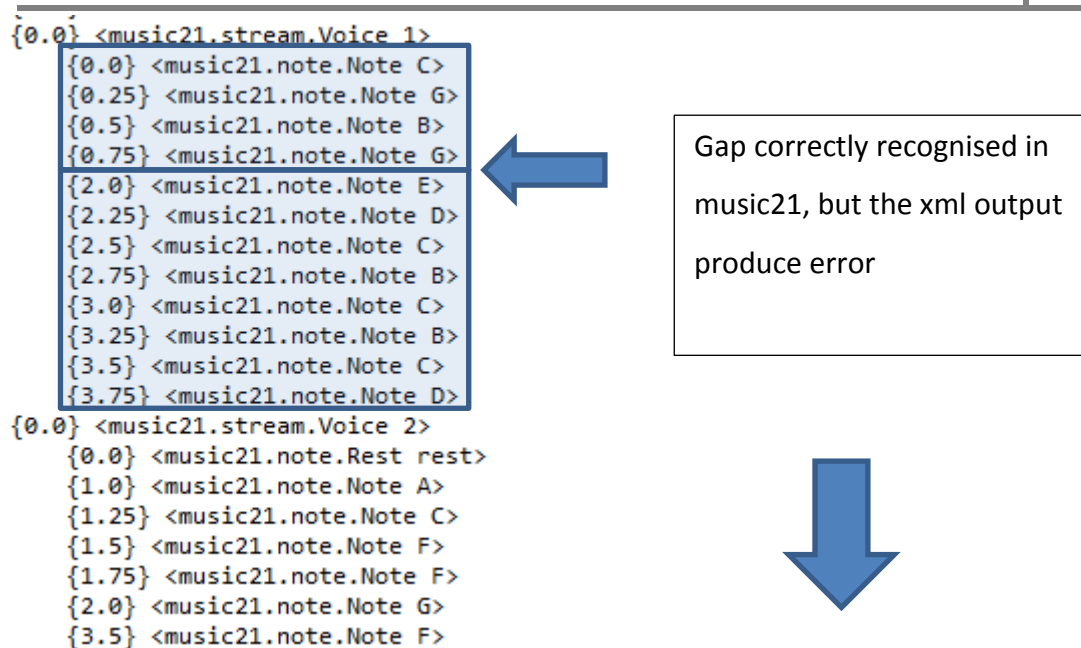 {0.0} <music21.stream.Voice 1>
{0.0} <music21.note.Note C>
{0.25} <music21.note.Note G>
{0.5} <music21.note.Note B>
{0.75} <music21.note.Note G>
{2.0} <music21.note.Note E>
{2.25} <music21.note.Note D>
{2.5} <music21.note.Note C>
{2.75} <music21.note.Note B>
{3.0} <music21.note.Note C>
{3.25} <music21.note.Note B>
{3.5} <music21.note.Note C>
{3.75} <music21.note.Note D>
{0.0} <music21.stream.Voice 2>
{0.0} <music21.note.Rest rest>
{1.0} <music21.note.Note A>
{1.25} <music21.note.Note C>
{1.5} <music21.note.Note F>
{1.75} <music21.note.Note F>
{2.0} <music21.note.Note G>
{3.5} <music21.note.Note F>
Gap correctly recognised in
music21, but the xml output
produce error